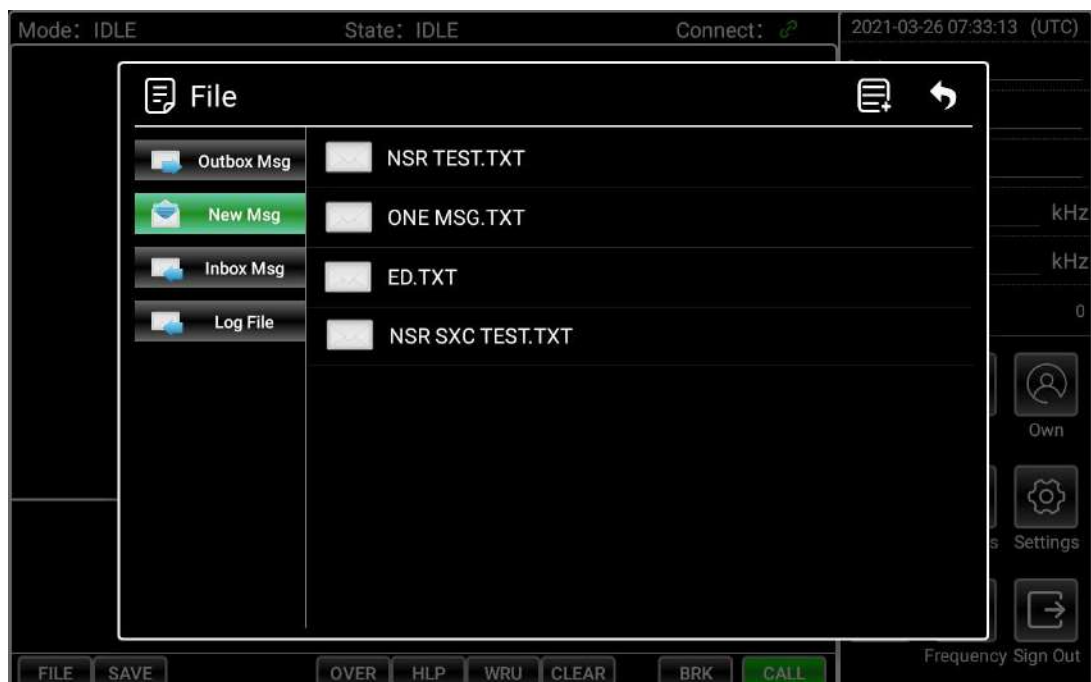 Mode: IDLE State: IDLE Connect: 2021-03-26 07:33:13 (UTC)
File
Outbox Msg NSR TEST.TXT
New Msg ONE MSG.TXT
kHz
Inbox Msg ED.TXT
kHz
Log File NSR SXC TEST.TXT
0
Own
s Settings
Frequency Sign Out
FILE SAVE OVER HLP WRU CLEAR BRK CALL